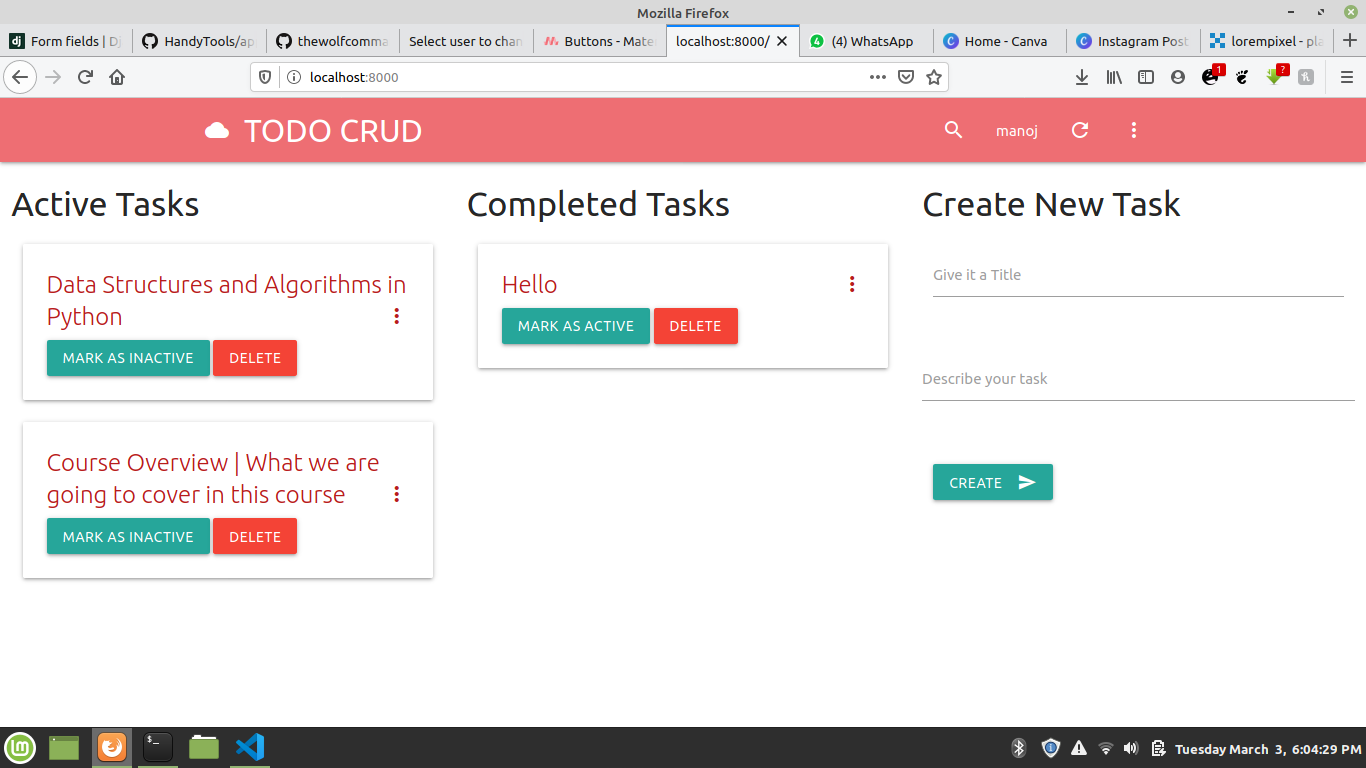 Mozilla Firefox
Form fields | Dj
HandyTools/ap
thewolfcomma
Select user to chan
Buttons - Mate
localhost:8000/
(4) WhatsApp
Home - Canva
Instagram Post
lorempixel - pla
localhost:8000
1
?
TODO CRUD
manoj
Active Tasks
Data Structures and Algorithms in
Python
MARK AS INACTIVE
DELETE
Course Overview | What we are
going to cover in this course
MARK AS INACTIVE
DELETE
Completed Tasks
Hello
MARK AS ACTIVE
DELETE
Create New Task
Give it a Title
Describe your task
CREATE
Tuesday March 3, 6:04:29 PM